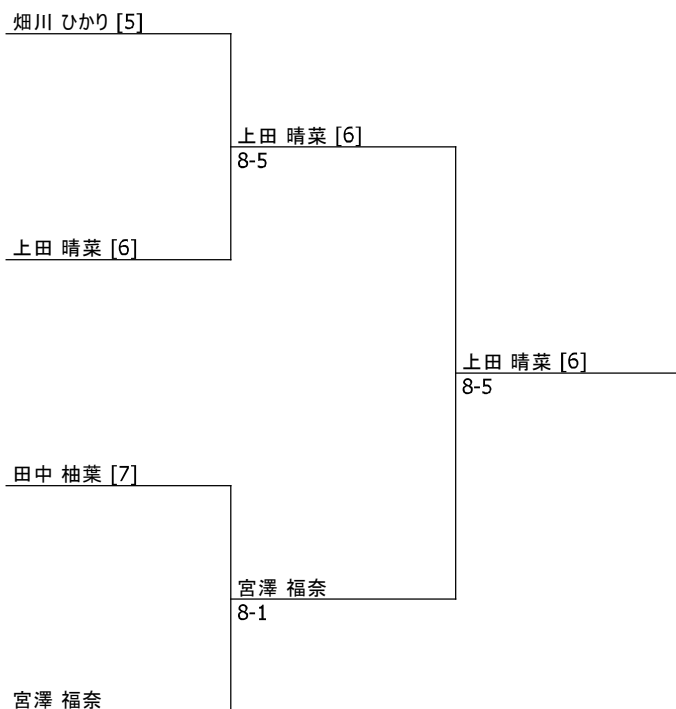 畑川 ひかり [5]
上田 晴菜 [6]
8-5
上田 晴菜 [6]
上田 晴菜 [6]
8-5
田中 柚葉 [7]
宮澤 福奈
8-1
宮澤 福奈